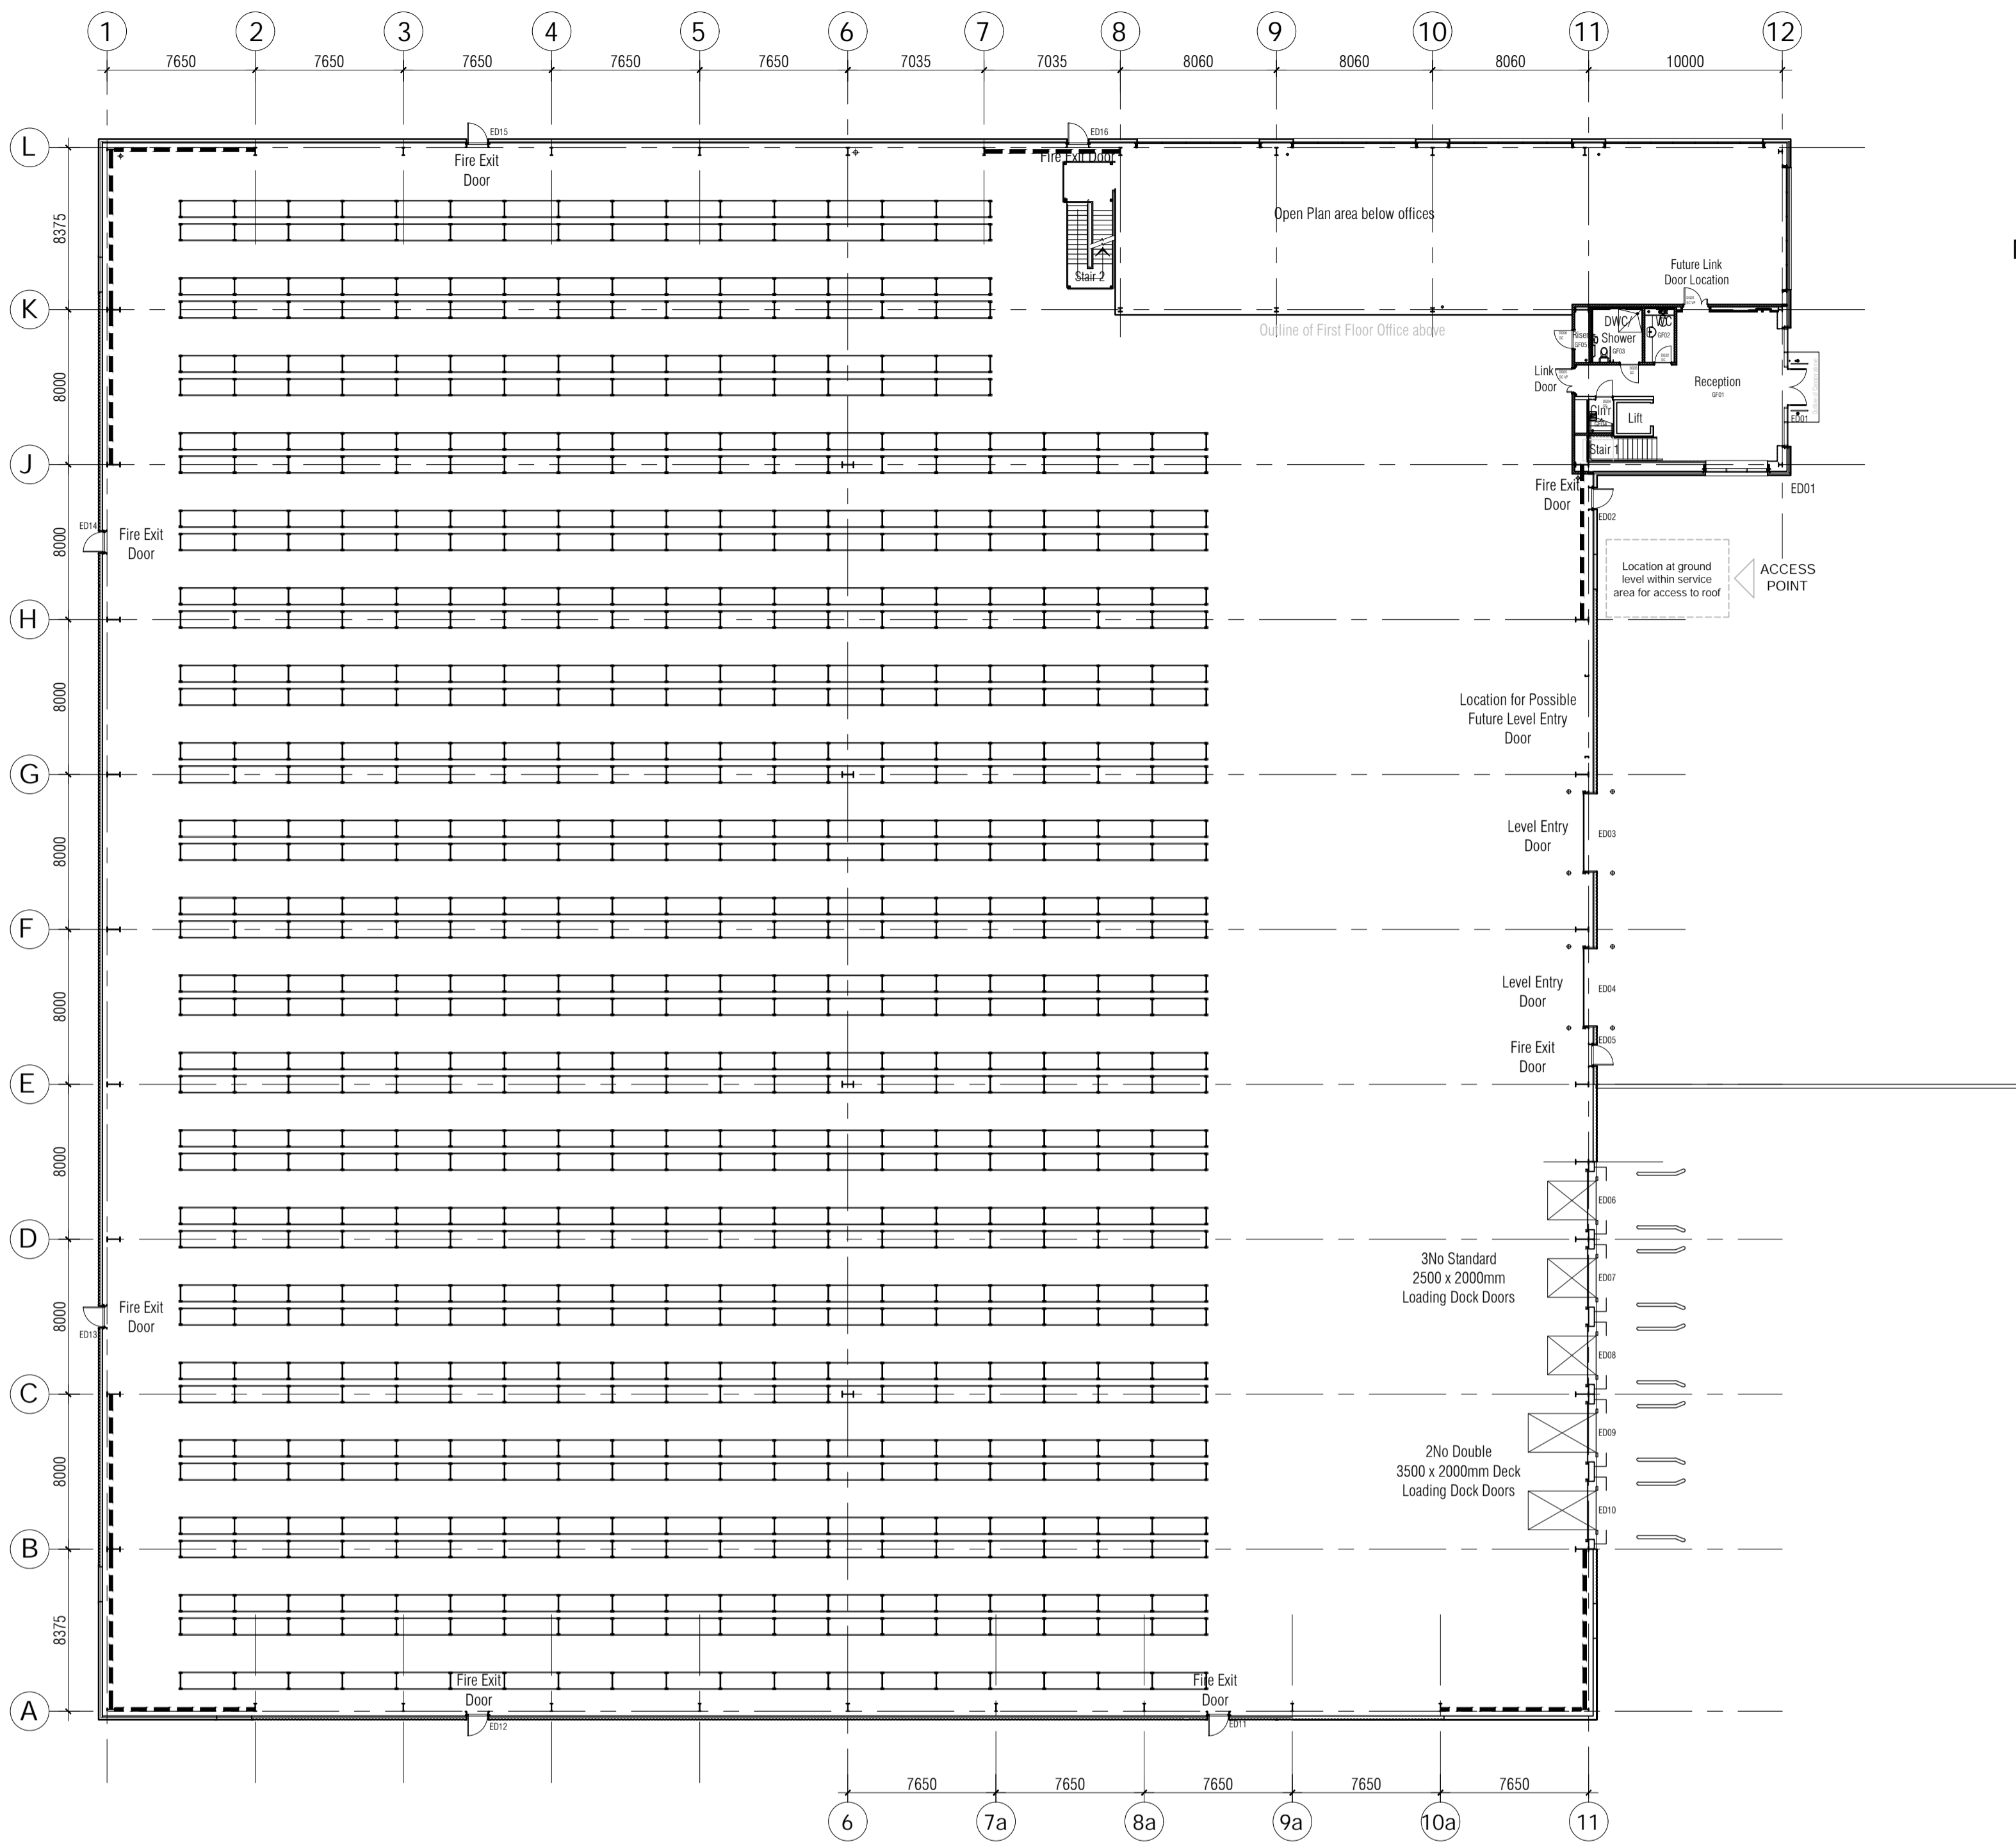 1 2 3 4 5 6 7 8 9 10 11 12
7650 7650 7650 7650 7650 7035 7035 8060 8060 8060 10000
L
ED15
ED16
Fire Exit
Door
Fire Exit Door
8375
Open Plan area below offices
Stair 2
Future Link
Door Location
K
Outline of First Floor Office above
DWC/
Shower
GF03
WC
GF02
Riser
GF05
8000
Link
Door
Reception
GF01
Cln'r
GF04
Lift
ED01
Stair 1
J
Fire Exit
Door
ED01
ED02
ED14
Fire Exit
Door
8000
Location at ground
level within service
area for access to roof
ACCESS
POINT
H
8000
Location for Possible
Future Level Entry
Door
G
8000
Level Entry
Door
ED03
F
8000
Level Entry
Door
ED04
Fire Exit
Door
ED05
E
8000
ED06
D
3No Standard
2500 x 2000mm
Loading Dock Doors
ED07
8000
Fire Exit
Door
ED13
ED08
C
8000
2No Double
3500 x 2000mm Deck
Loading Dock Doors
ED09
ED10
B
8375
Fire Exit
Door
Fire Exit
Door
A
ED12
ED11
7650 7650 7650 7650 7650
6 7a 8a 9a 10a 11